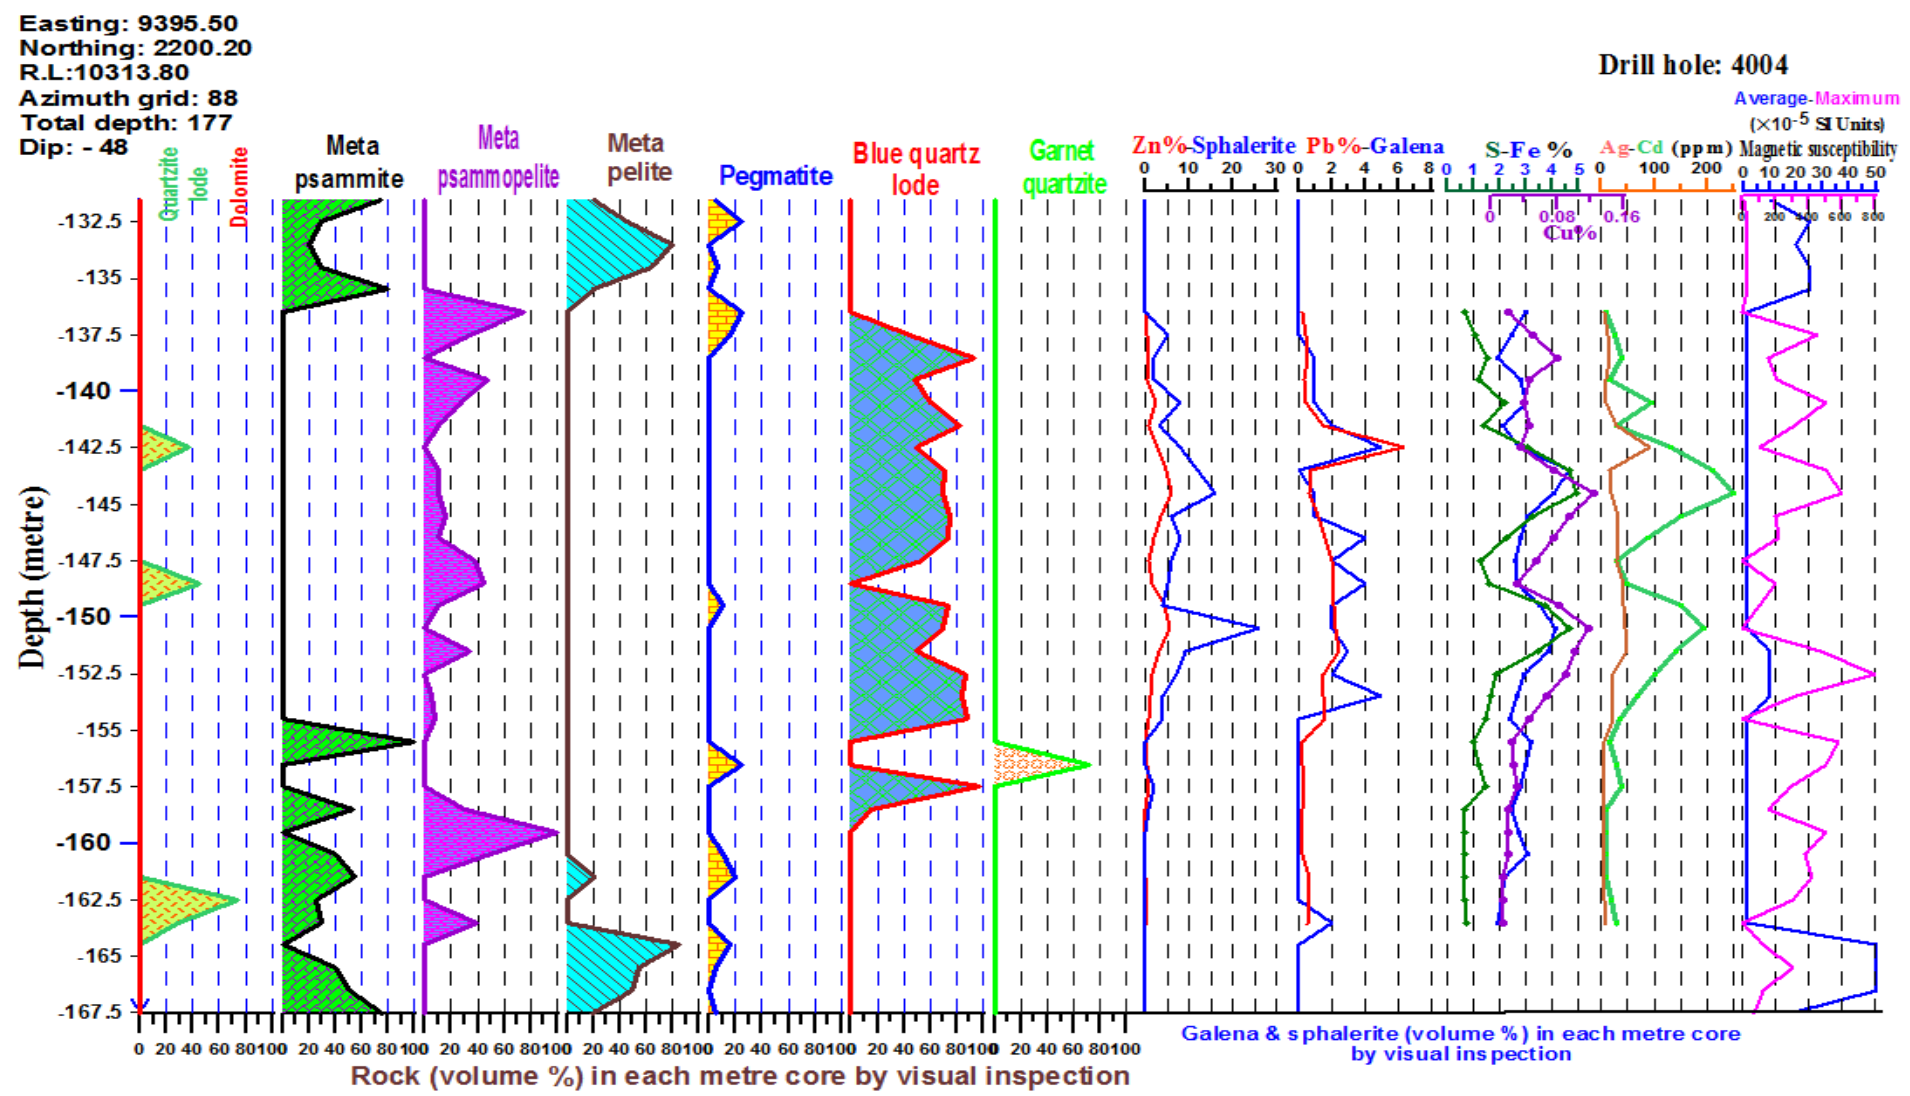 Easting: 9395.50
Northing: 2200.20
R.L:10313.80
Azimuth grid: 88
Total depth: 177
Dip: - 48
Drill hole: 4004
Quartzite
lode
Dolomite
Meta
psammite
Meta
psammopelite
Meta
pelite
Pegmatite
Blue quartz
lode
Garnet
quartzite
Zn%-Sphalerite
0 10 20 30
Pb%-Galena
0 2 4 6 8
S-Fe %
0 1 2 3 4 5
0 0.08 0.16
Cu%
Ag-Cd (ppm)
0 100 200
Average-Maximum
(×10-5 SI Units)
Magnetic susceptibility
0 10 20 30 40 50
0 200 400 600 800
Depth (metre)
-132.5
-135
-137.5
-140
-142.5
-145
-147.5
-150
-152.5
-155
-157.5
-160
-162.5
-165
-167.5
0 20 40 60 80100 20 40 60 80100 20 40 60 80100 20 40 60 80100 20 40 60 80100 20 40 60 80100 20 40 60 80 100
Rock (volume %) in each metre core by visual inspection
Galena & sphalerite (volume %) in each metre core
by visual inspection